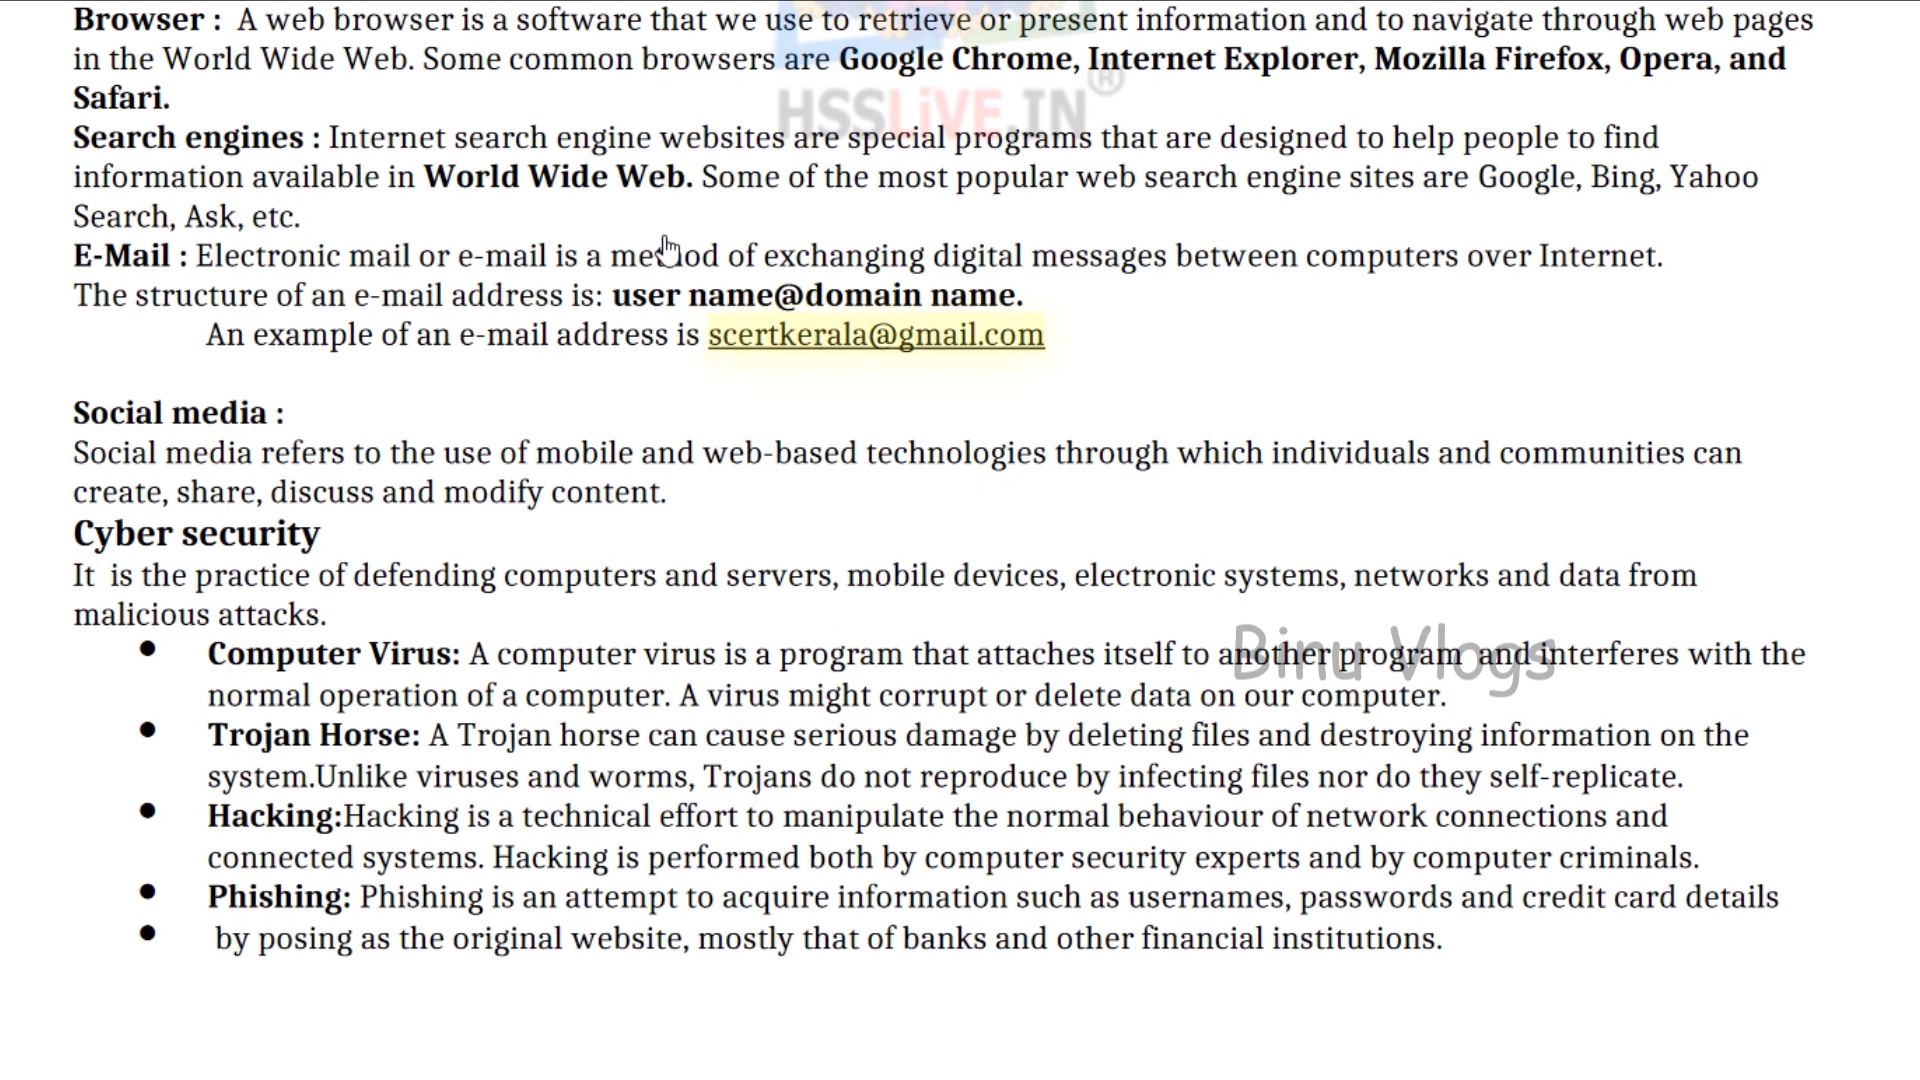 Browser : A web browser is a software that we use to retrieve or present information and to navigate through web pages
in the World Wide Web. Some common browsers are Google Chrome, Internet Explorer, Mozilla Firefox, Opera, and
Safari.
HSSLiVE.IN®
Search engines : Internet search engine websites are special programs that are designed to help people to find
information available in World Wide Web. Some of the most popular web search engine sites are Google, Bing, Yahoo
Search, Ask, etc.
E-Mail : Electronic mail or e-mail is a method of exchanging digital messages between computers over Internet.
The structure of an e-mail address is: user name@domain name.
An example of an e-mail address is scertkerala@gmail.com
Social media :
Social media refers to the use of mobile and web-based technologies through which individuals and communities can
create, share, discuss and modify content.
Cyber security
It is the practice of defending computers and servers, mobile devices, electronic systems, networks and data from
malicious attacks.
● Computer Virus: A computer virus is a program that attaches itself to another program and interferes with the
Binu Vlogs
normal operation of a computer. A virus might corrupt or delete data on our computer.
● Trojan Horse: A Trojan horse can cause serious damage by deleting files and destroying information on the
system.Unlike viruses and worms, Trojans do not reproduce by infecting files nor do they self-replicate.
● Hacking:Hacking is a technical effort to manipulate the normal behaviour of network connections and
connected systems. Hacking is performed both by computer security experts and by computer criminals.
● Phishing: Phishing is an attempt to acquire information such as usernames, passwords and credit card details
● by posing as the original website, mostly that of banks and other financial institutions.